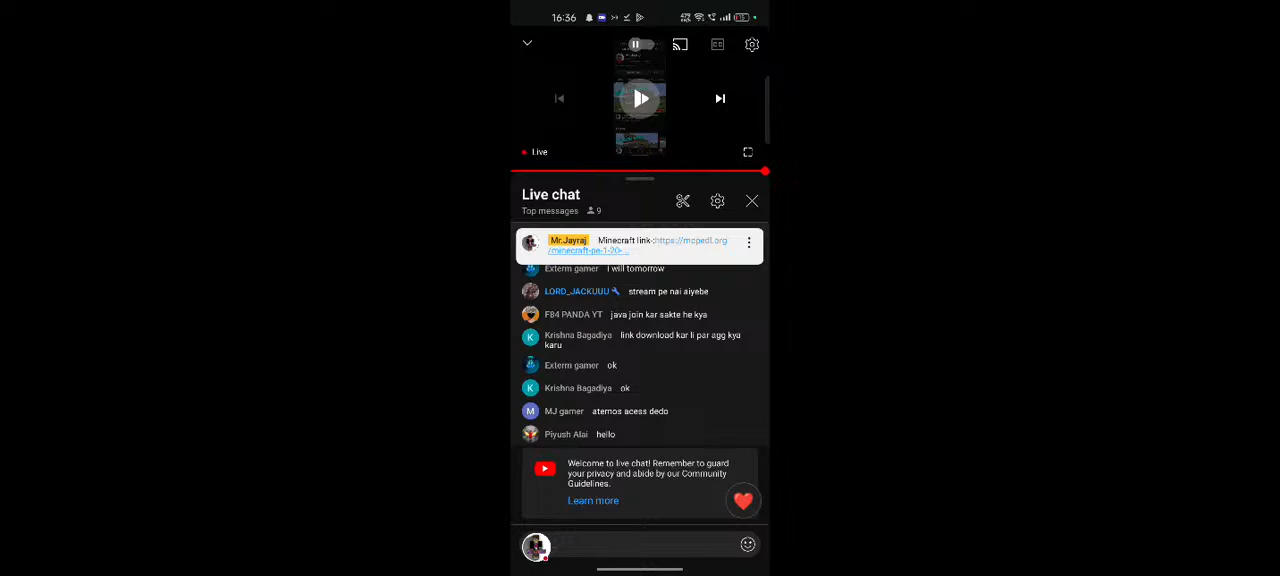 16:36
Live
Live chat
Top messages 9
Mr.Jayraj Minecraft link-:https://mcpedl.org
/minecraft-pe-1-20-...
Exterm gamer I will tomorrow
LORD_JACKUUU stream pe nai aiyebe
F84 PANDA YT java join kar sakte he kya
K Krishna Bagadiya link download kar li par agg kya
karu
Exterm gamer ok
K Krishna Bagadiya ok
M MJ gamer atemos acess dedo
Piyush Alai hello
Welcome to live chat! Remember to guard
your privacy and abide by our Community
Guidelines.
Learn more